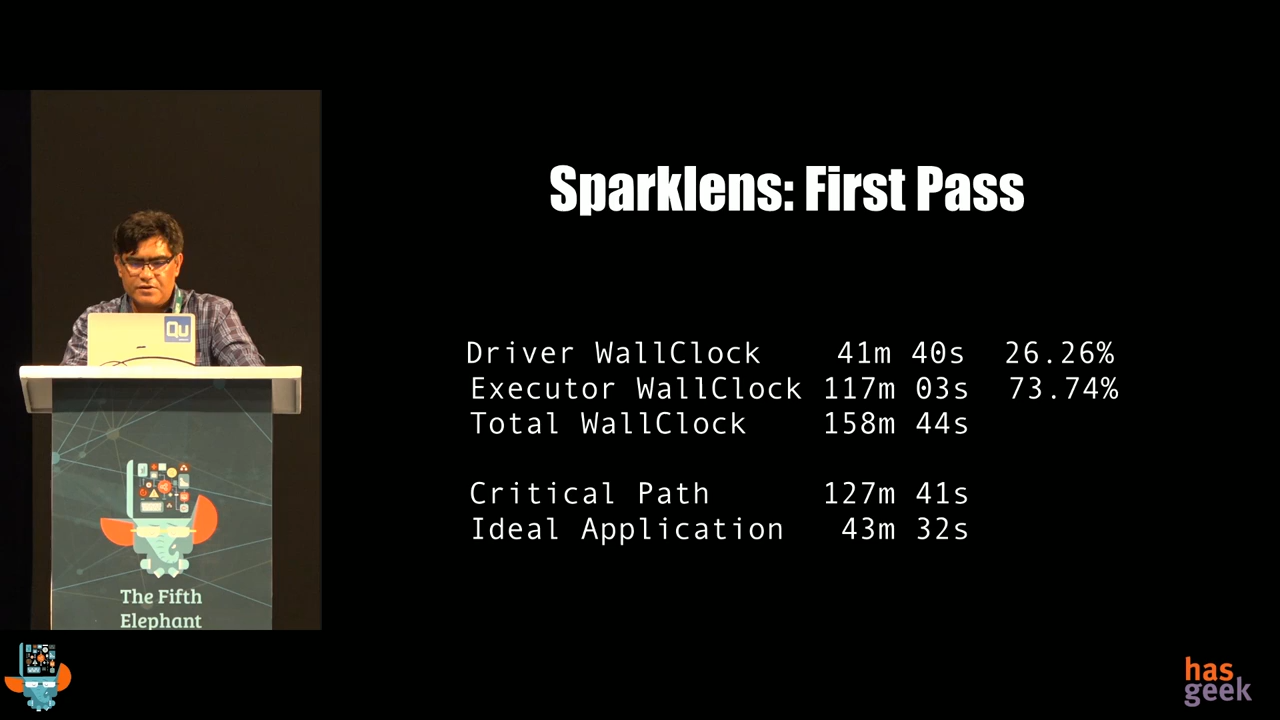 Sparklens: First Pass
Driver WallClock 41m 40s 26.26%
Executor WallClock 117m 03s 73.74%
Total WallClock 158m 44s
Critical Path 127m 41s
Ideal Application 43m 32s
Qu
The Fifth
Elephant
has
geek